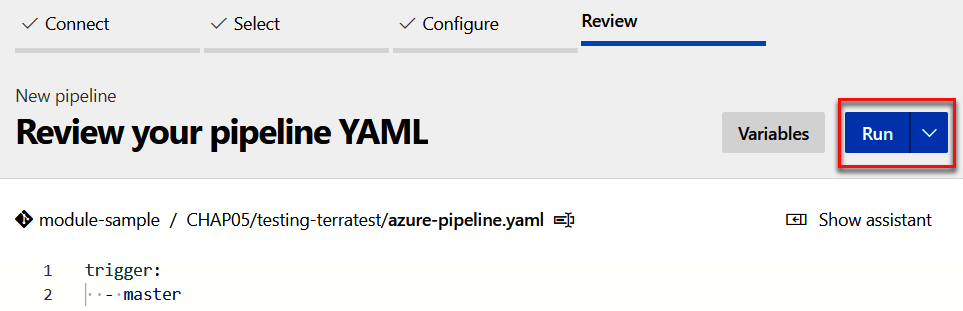 Connect Select Configure Review
New pipeline
Review your pipeline YAML
Variables Run
module-sample / CHAP05/testing-terratest/azure-pipeline.yaml Show assistant
1 trigger:
2 - master